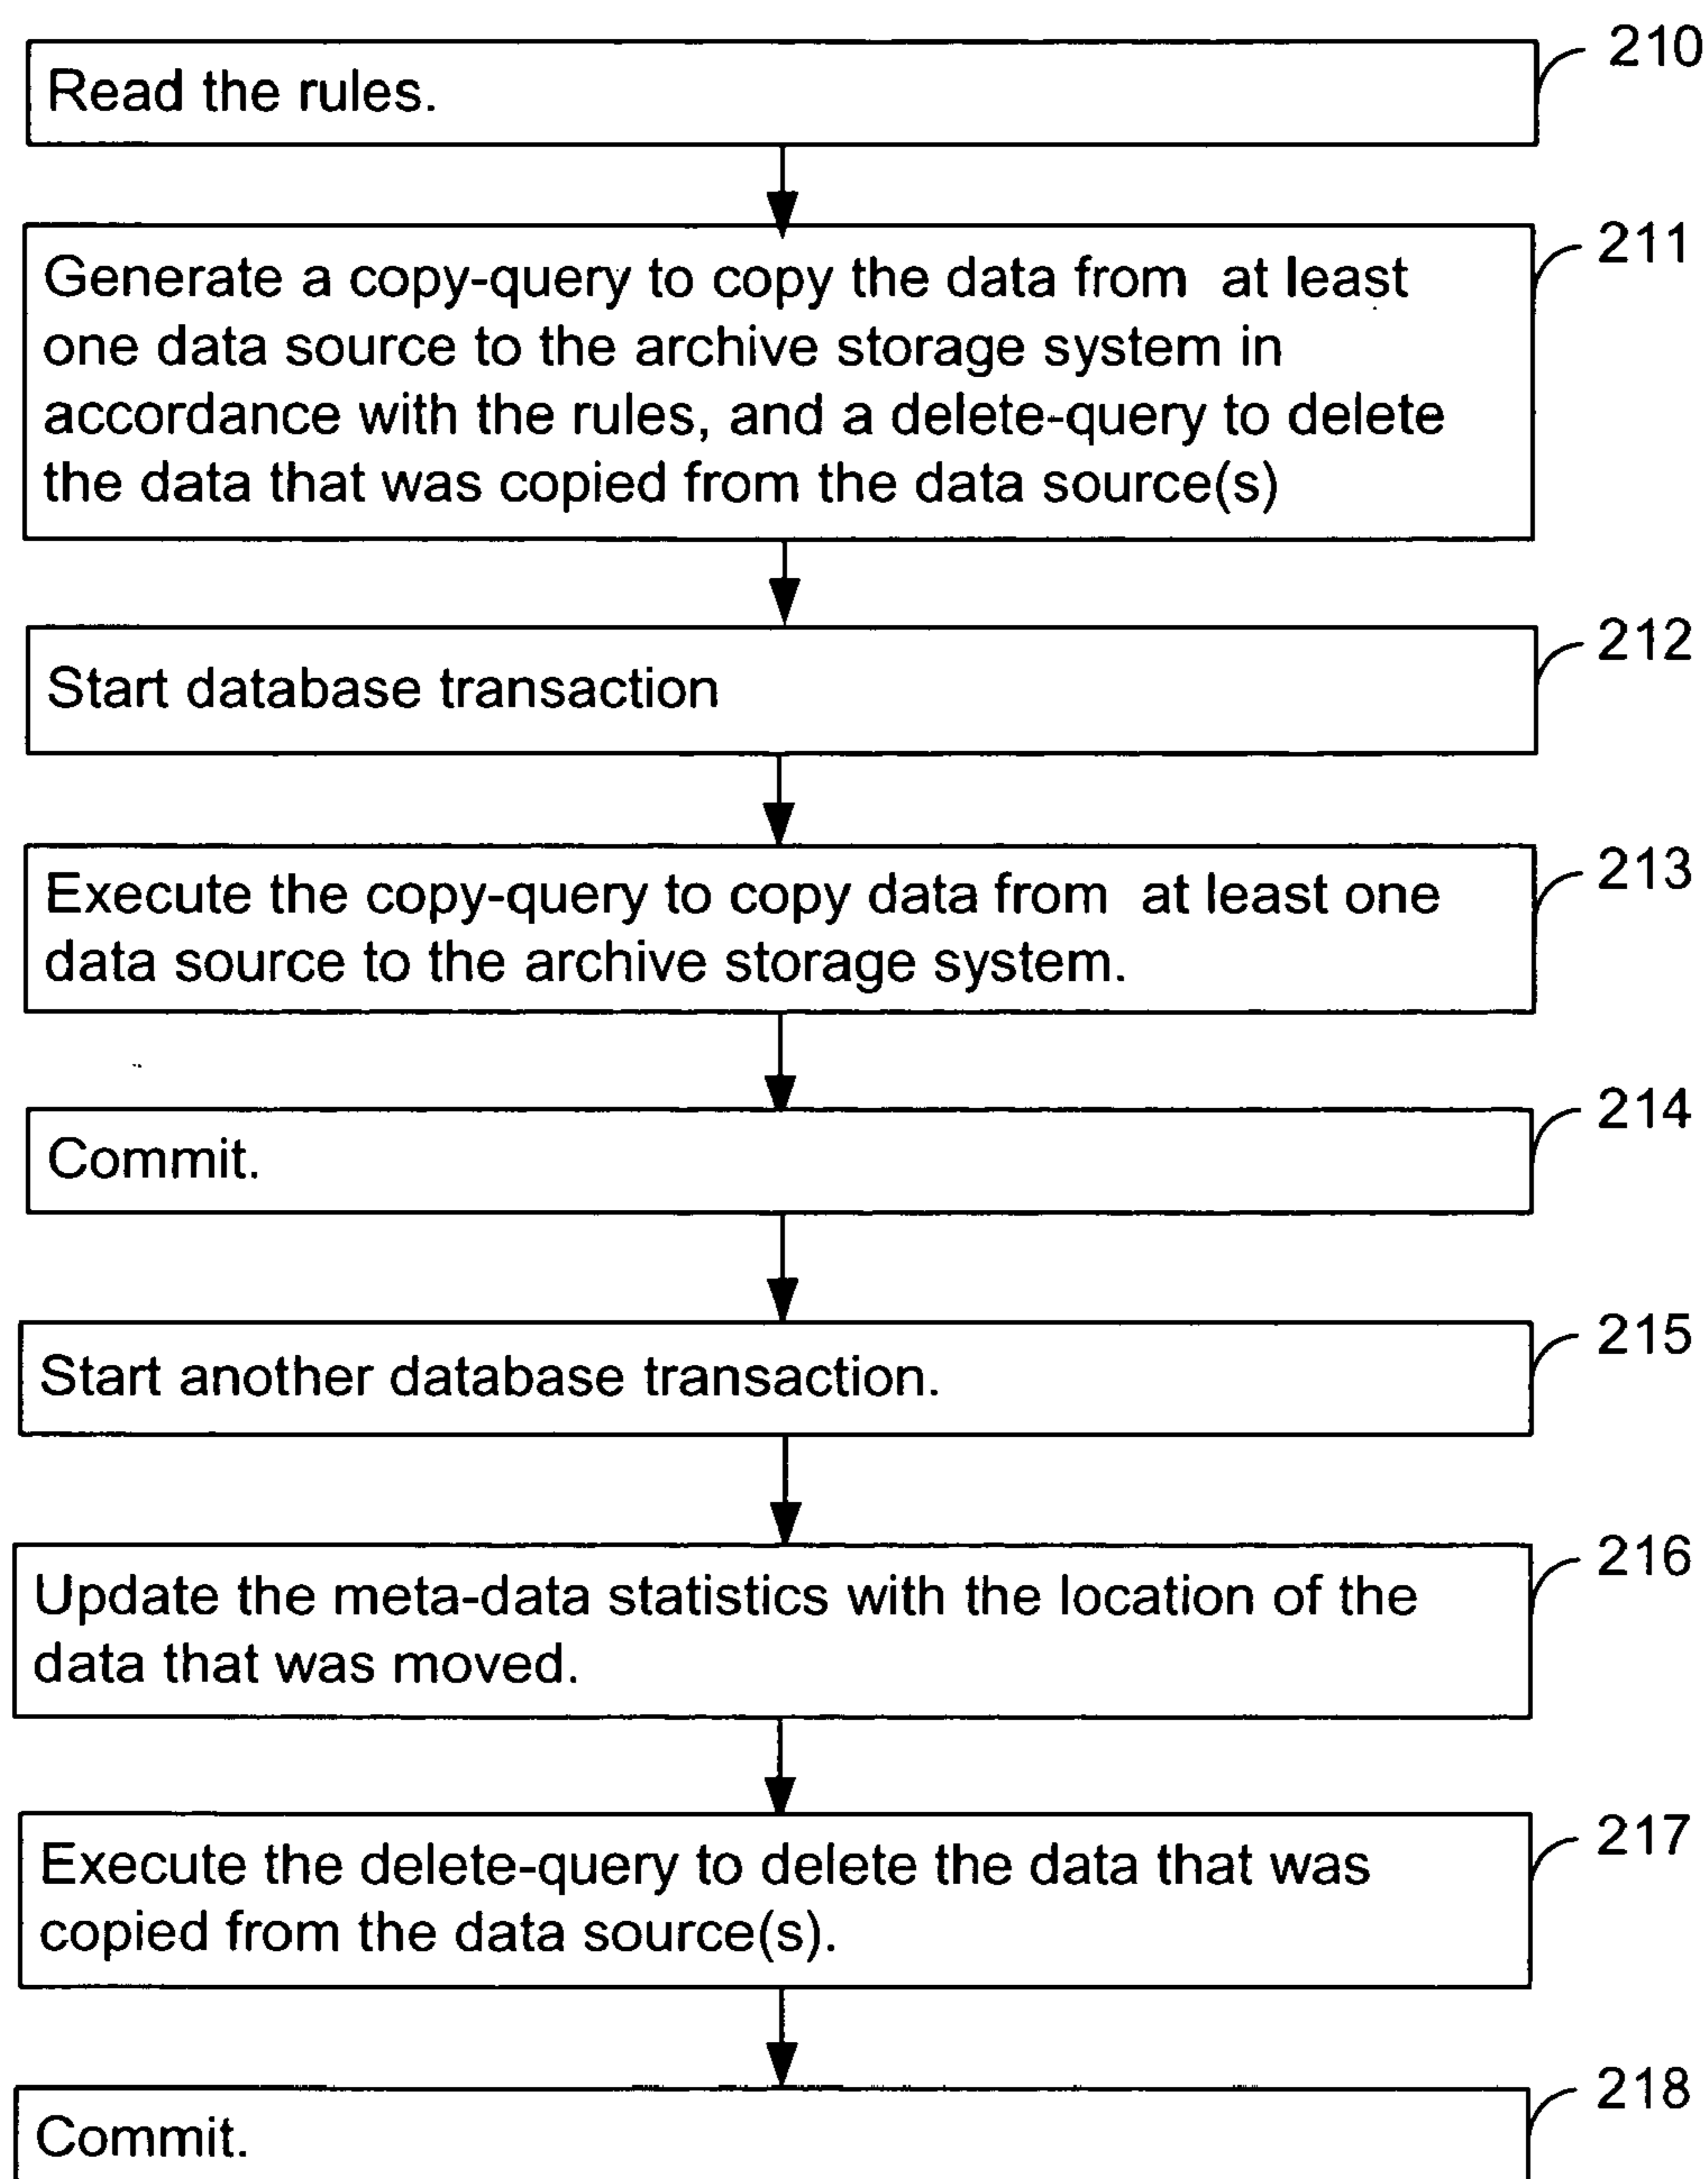 210
Read the rules.
211
Generate a copy-query to copy the data from at least
one data source to the archive storage system in
accordance with the rules, and a delete-query to delete
the data that was copied from the data source(s)
212
Start database transaction
213
Execute the copy-query to copy data from at least one
data source to the archive storage system.
214
Commit.
215
Start another database transaction.
216
Update the meta-data statistics with the location of the
data that was moved.
217
Execute the delete-query to delete the data that was
copied from the data source(s).
218
Commit.